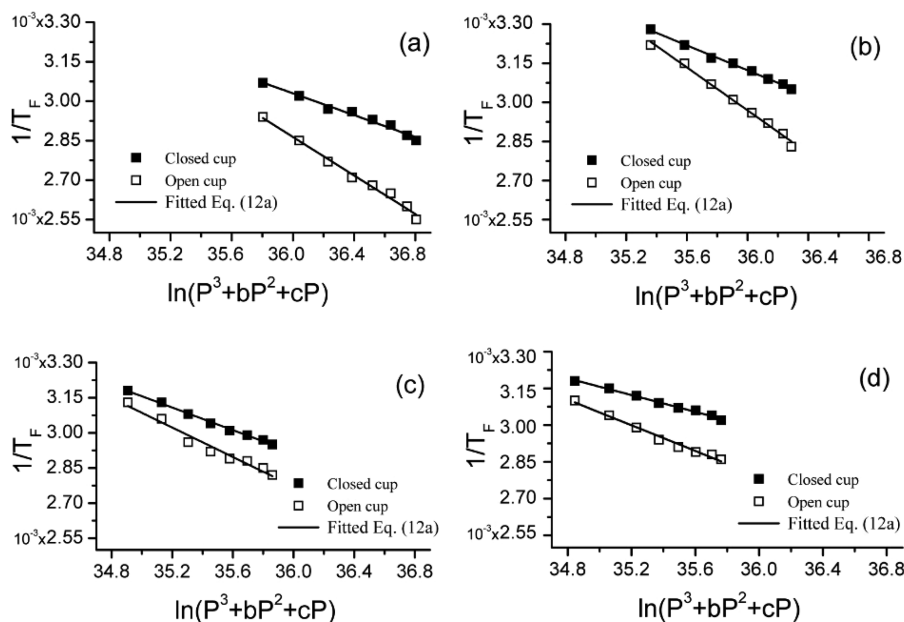 10⁻³x3.30
(a)
3.15
3.00
1/T_F
2.85
2.70
10⁻³x2.55
Closed cup
Open cup
Fitted Eq. (12a)
34.8 35.2 35.6 36.0 36.4 36.8
ln(P³+bP²+cP)
10⁻³x3.30
(b)
3.15
3.00
1/T_F
2.85
2.70
10⁻³x2.55
Closed cup
Open cup
Fitted Eq. (12a)
34.8 35.2 35.6 36.0 36.4 36.8
ln(P³+bP²+cP)
10⁻³x3.30
(c)
3.15
3.00
1/T_F
2.85
2.70
10⁻³x2.55
Closed cup
Open cup
Fitted Eq. (12a)
34.8 35.2 35.6 36.0 36.4 36.8
ln(P³+bP²+cP)
10⁻³x3.30
(d)
3.15
3.00
1/T_F
2.85
2.70
10⁻³x2.55
Closed cup
Open cup
Fitted Eq. (12a)
34.8 35.2 35.6 36.0 36.4 36.8
ln(P³+bP²+cP)